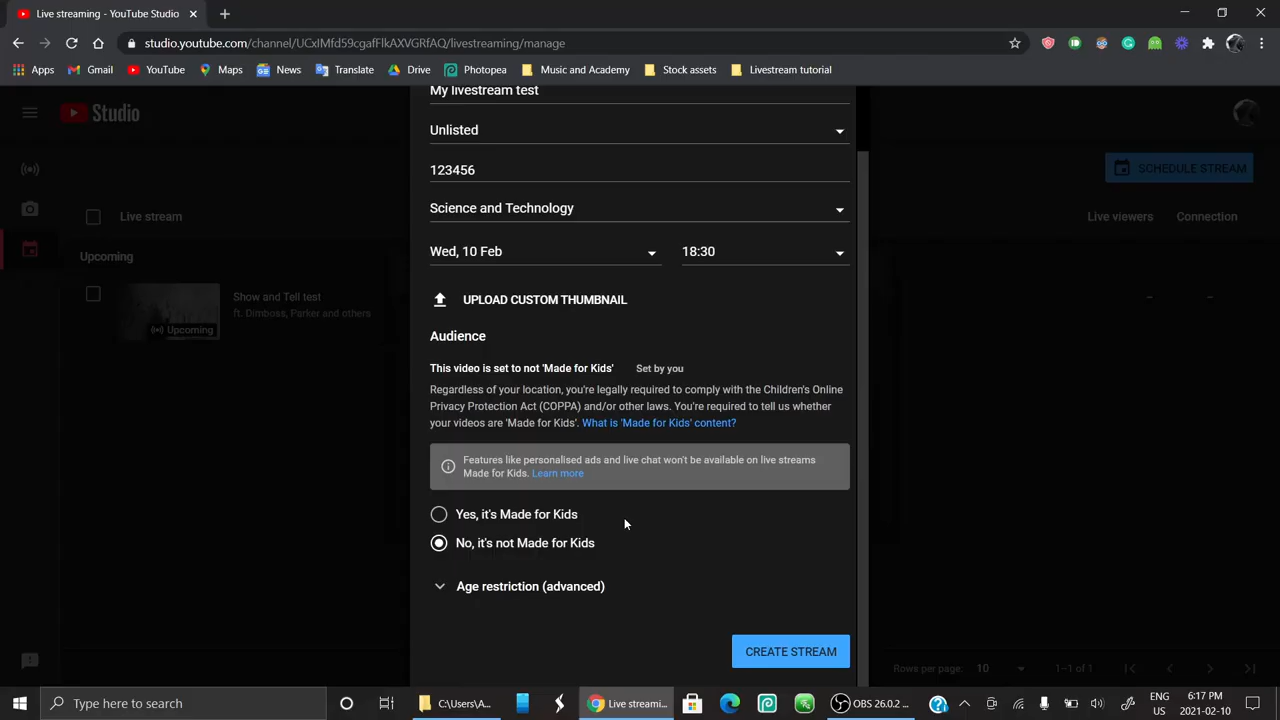 Live streaming - YouTube Studio
studio.youtube.com/channel/UCxIMfd59cgafFlkAXVGRfAQ/livestreaming/manage
Apps Gmail YouTube Maps News Translate Drive Photopea Music and Academy Stock assets Livestream tutorial
Studio
My livestream test
Unlisted
SCHEDULE STREAM
123456
Live stream
Science and Technology
Live viewers Connection
Upcoming
Wed, 10 Feb 18:30
Show and Tell test
ft. Dimboss, Parker and others
Upcoming
UPLOAD CUSTOM THUMBNAIL
Audience
This video is set to not 'Made for Kids' Set by you
Regardless of your location, you're legally required to comply with the Children's Online
Privacy Protection Act (COPPA) and/or other laws. You're required to tell us whether
your videos are 'Made for Kids'. What is 'Made for Kids' content?
Features like personalised ads and live chat won't be available on live streams
Made for Kids. Learn more
Yes, it's Made for Kids
No, it's not Made for Kids
Age restriction (advanced)
CREATE STREAM
Rows per page: 10 1–1 of 1
Type here to search
C:\Users\A...
Live streami...
OBS 26.0.2 ...
ENG
US
6:17 PM
2021-02-10